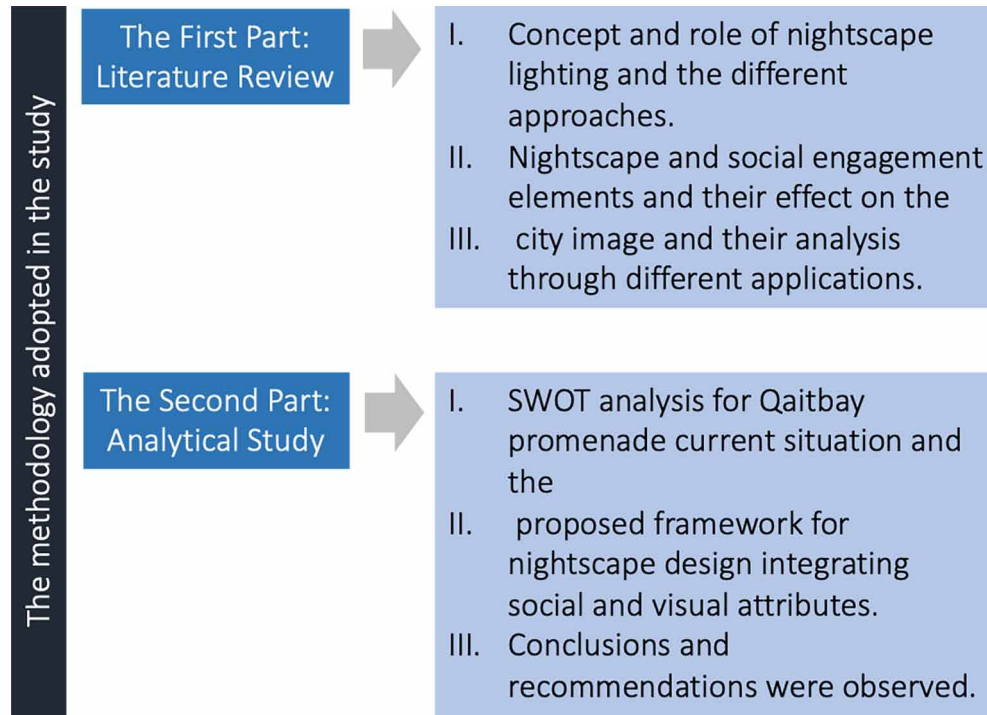 The methodology adopted in the study
The First Part:
Literature Review
I. Concept and role of nightscape
lighting and the different
approaches.
II. Nightscape and social engagement
elements and their effect on the
III. city image and their analysis
through different applications.
The Second Part:
Analytical Study
I. SWOT analysis for Qaitbay
promenade current situation and
the
II. proposed framework for
nightscape design integrating
social and visual attributes.
III. Conclusions and
recommendations were observed.